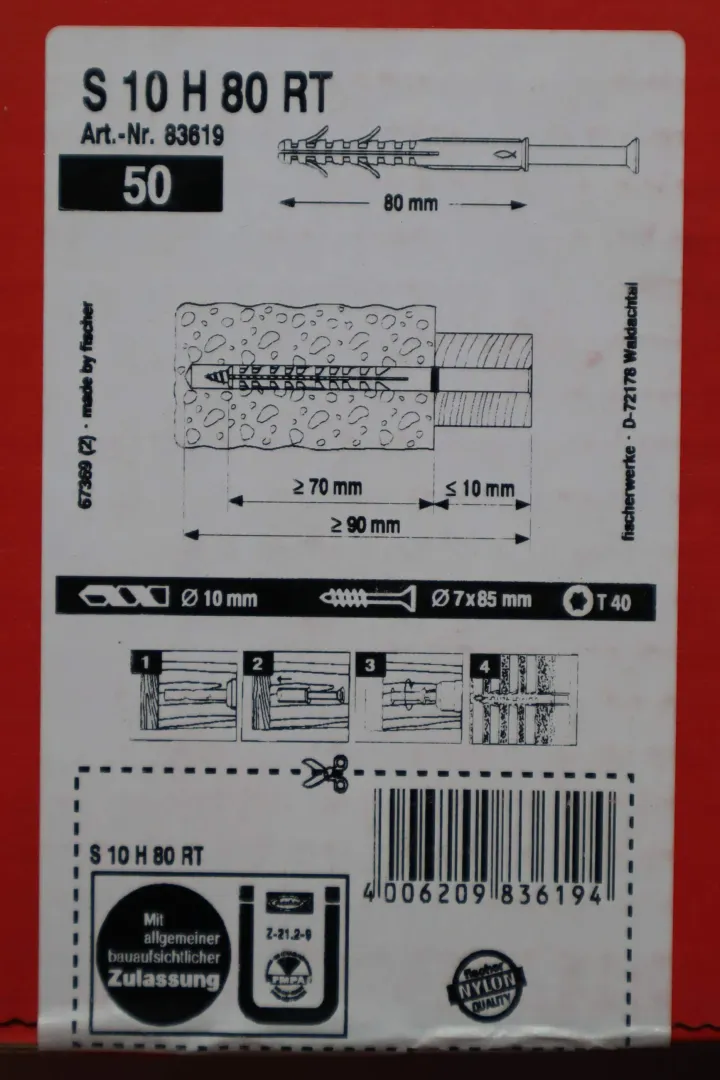 S 10 H 80 RT
Art.-Nr. 83619
50
80 mm
67369 (2) · made by fischer
fischerwerke · D-72178 Waldachtal
≥ 70 mm
≤ 10 mm
≥ 90 mm
Ø 10 mm
Ø 7x85 mm
T 40
1
2
3
4
S 10 H 80 RT
4 006209 836194
Mit
allgemeiner
bauaufsichtlicher
Zulassung
Z-21.2-9
fischer
NYLON
QUALITY